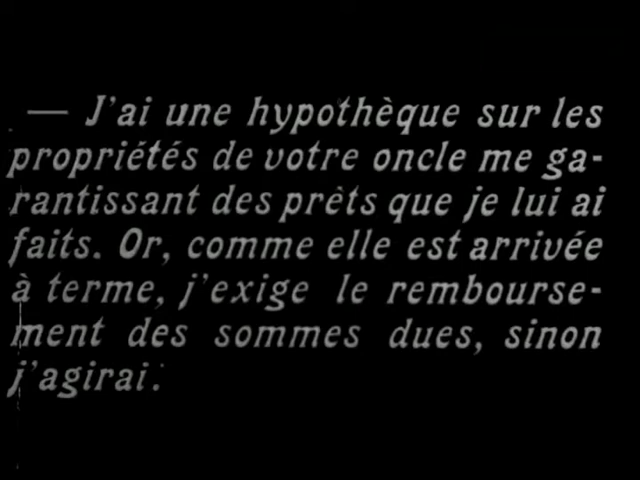 — J'ai une hypothèque sur les
propriétés de votre oncle me ga-
rantissant des prèts que je lui ai
faits. Or, comme elle est arrivée
à terme, j'exige le rembourse-
ment des sommes dues, sinon
j'agirai.